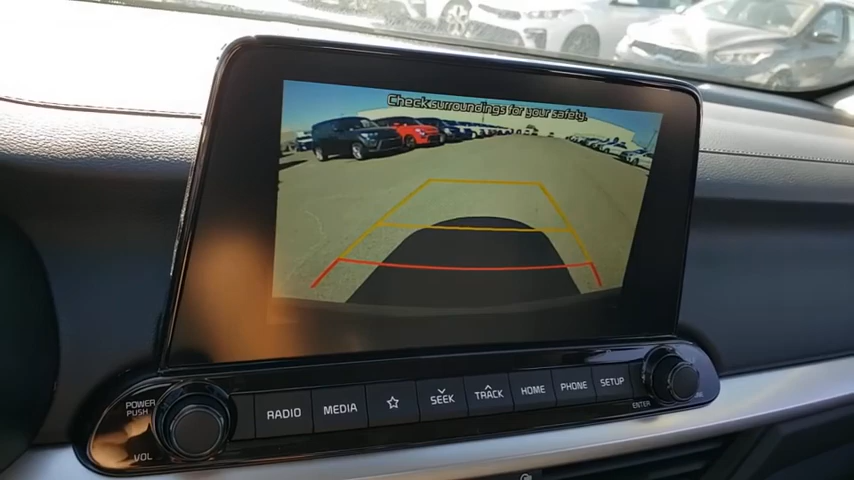 Check surroundings for your safety.
POWER
PUSH
VOL
RADIO
MEDIA
SEEK
TRACK
HOME
PHONE
SETUP
ENTER